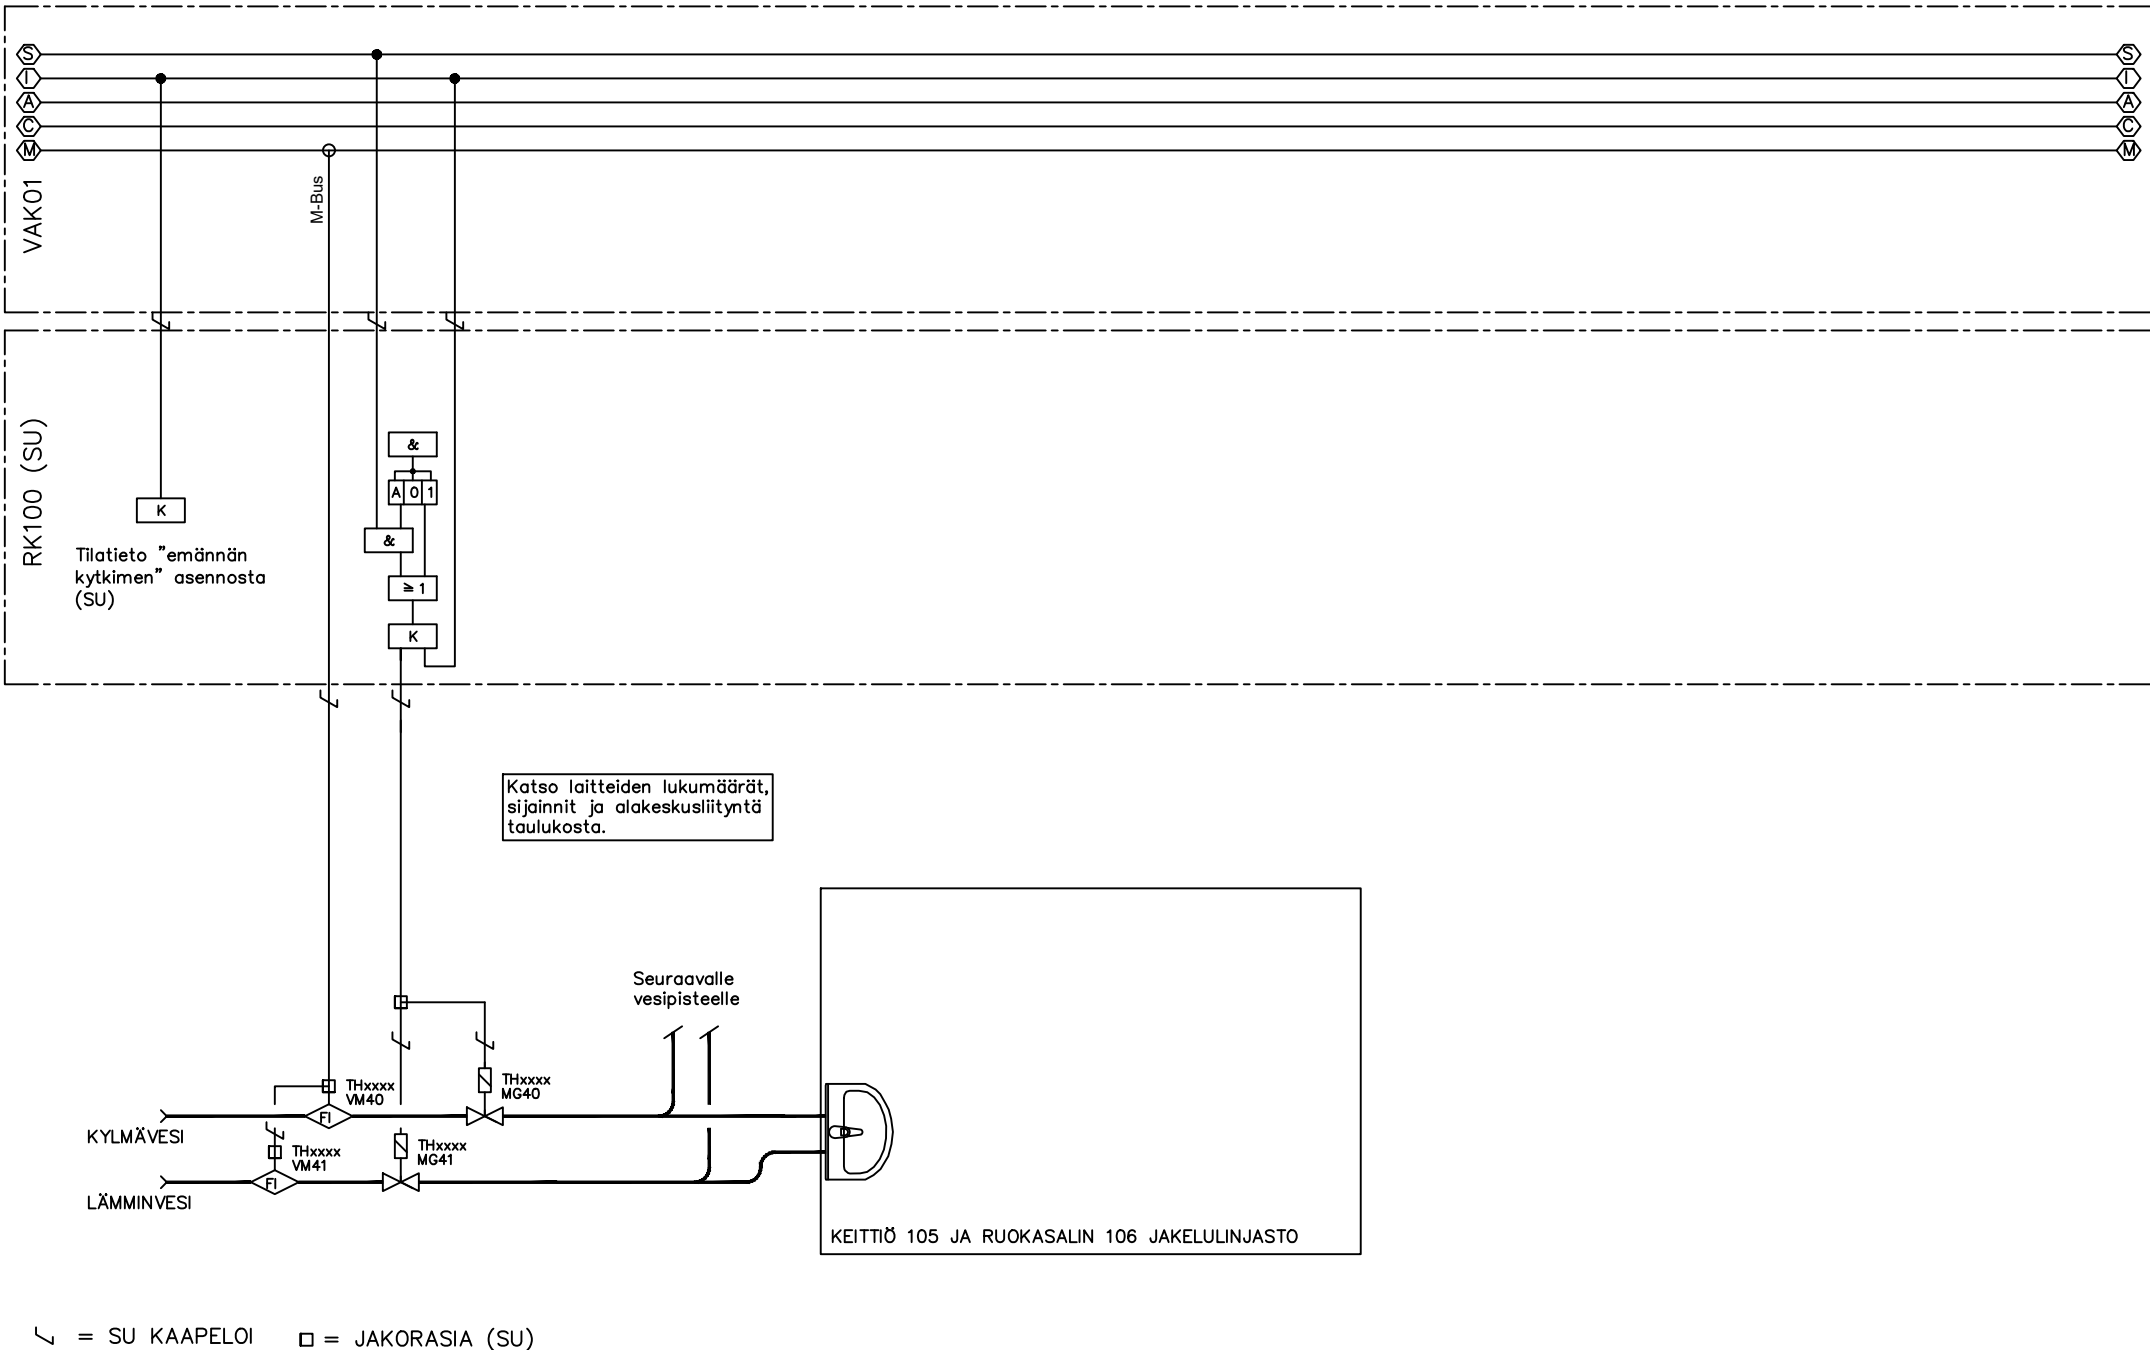 S
S
I
I
A
A
C
C
M
M
VAK01
M-Bus
RK100 (SU)
&
A 0 1
K
&
≥1
K
Tilatieto "emännän
kytkimen" asennosta
(SU)
Katso laitteiden lukumäärät,
sijainnit ja alakeskusliityntä
taulukosta.
Seuraavalle
vesipisteelle
THxxxx
VM40
THxxxx
MG40
FI
KYLMÄVESI
THxxxx
VM41
THxxxx
MG41
FI
LÄMMINVESI
KEITTIÖ 105 JA RUOKASALIN 106 JAKELULINJASTO
= SU KAAPELOI
= JAKORASIA (SU)